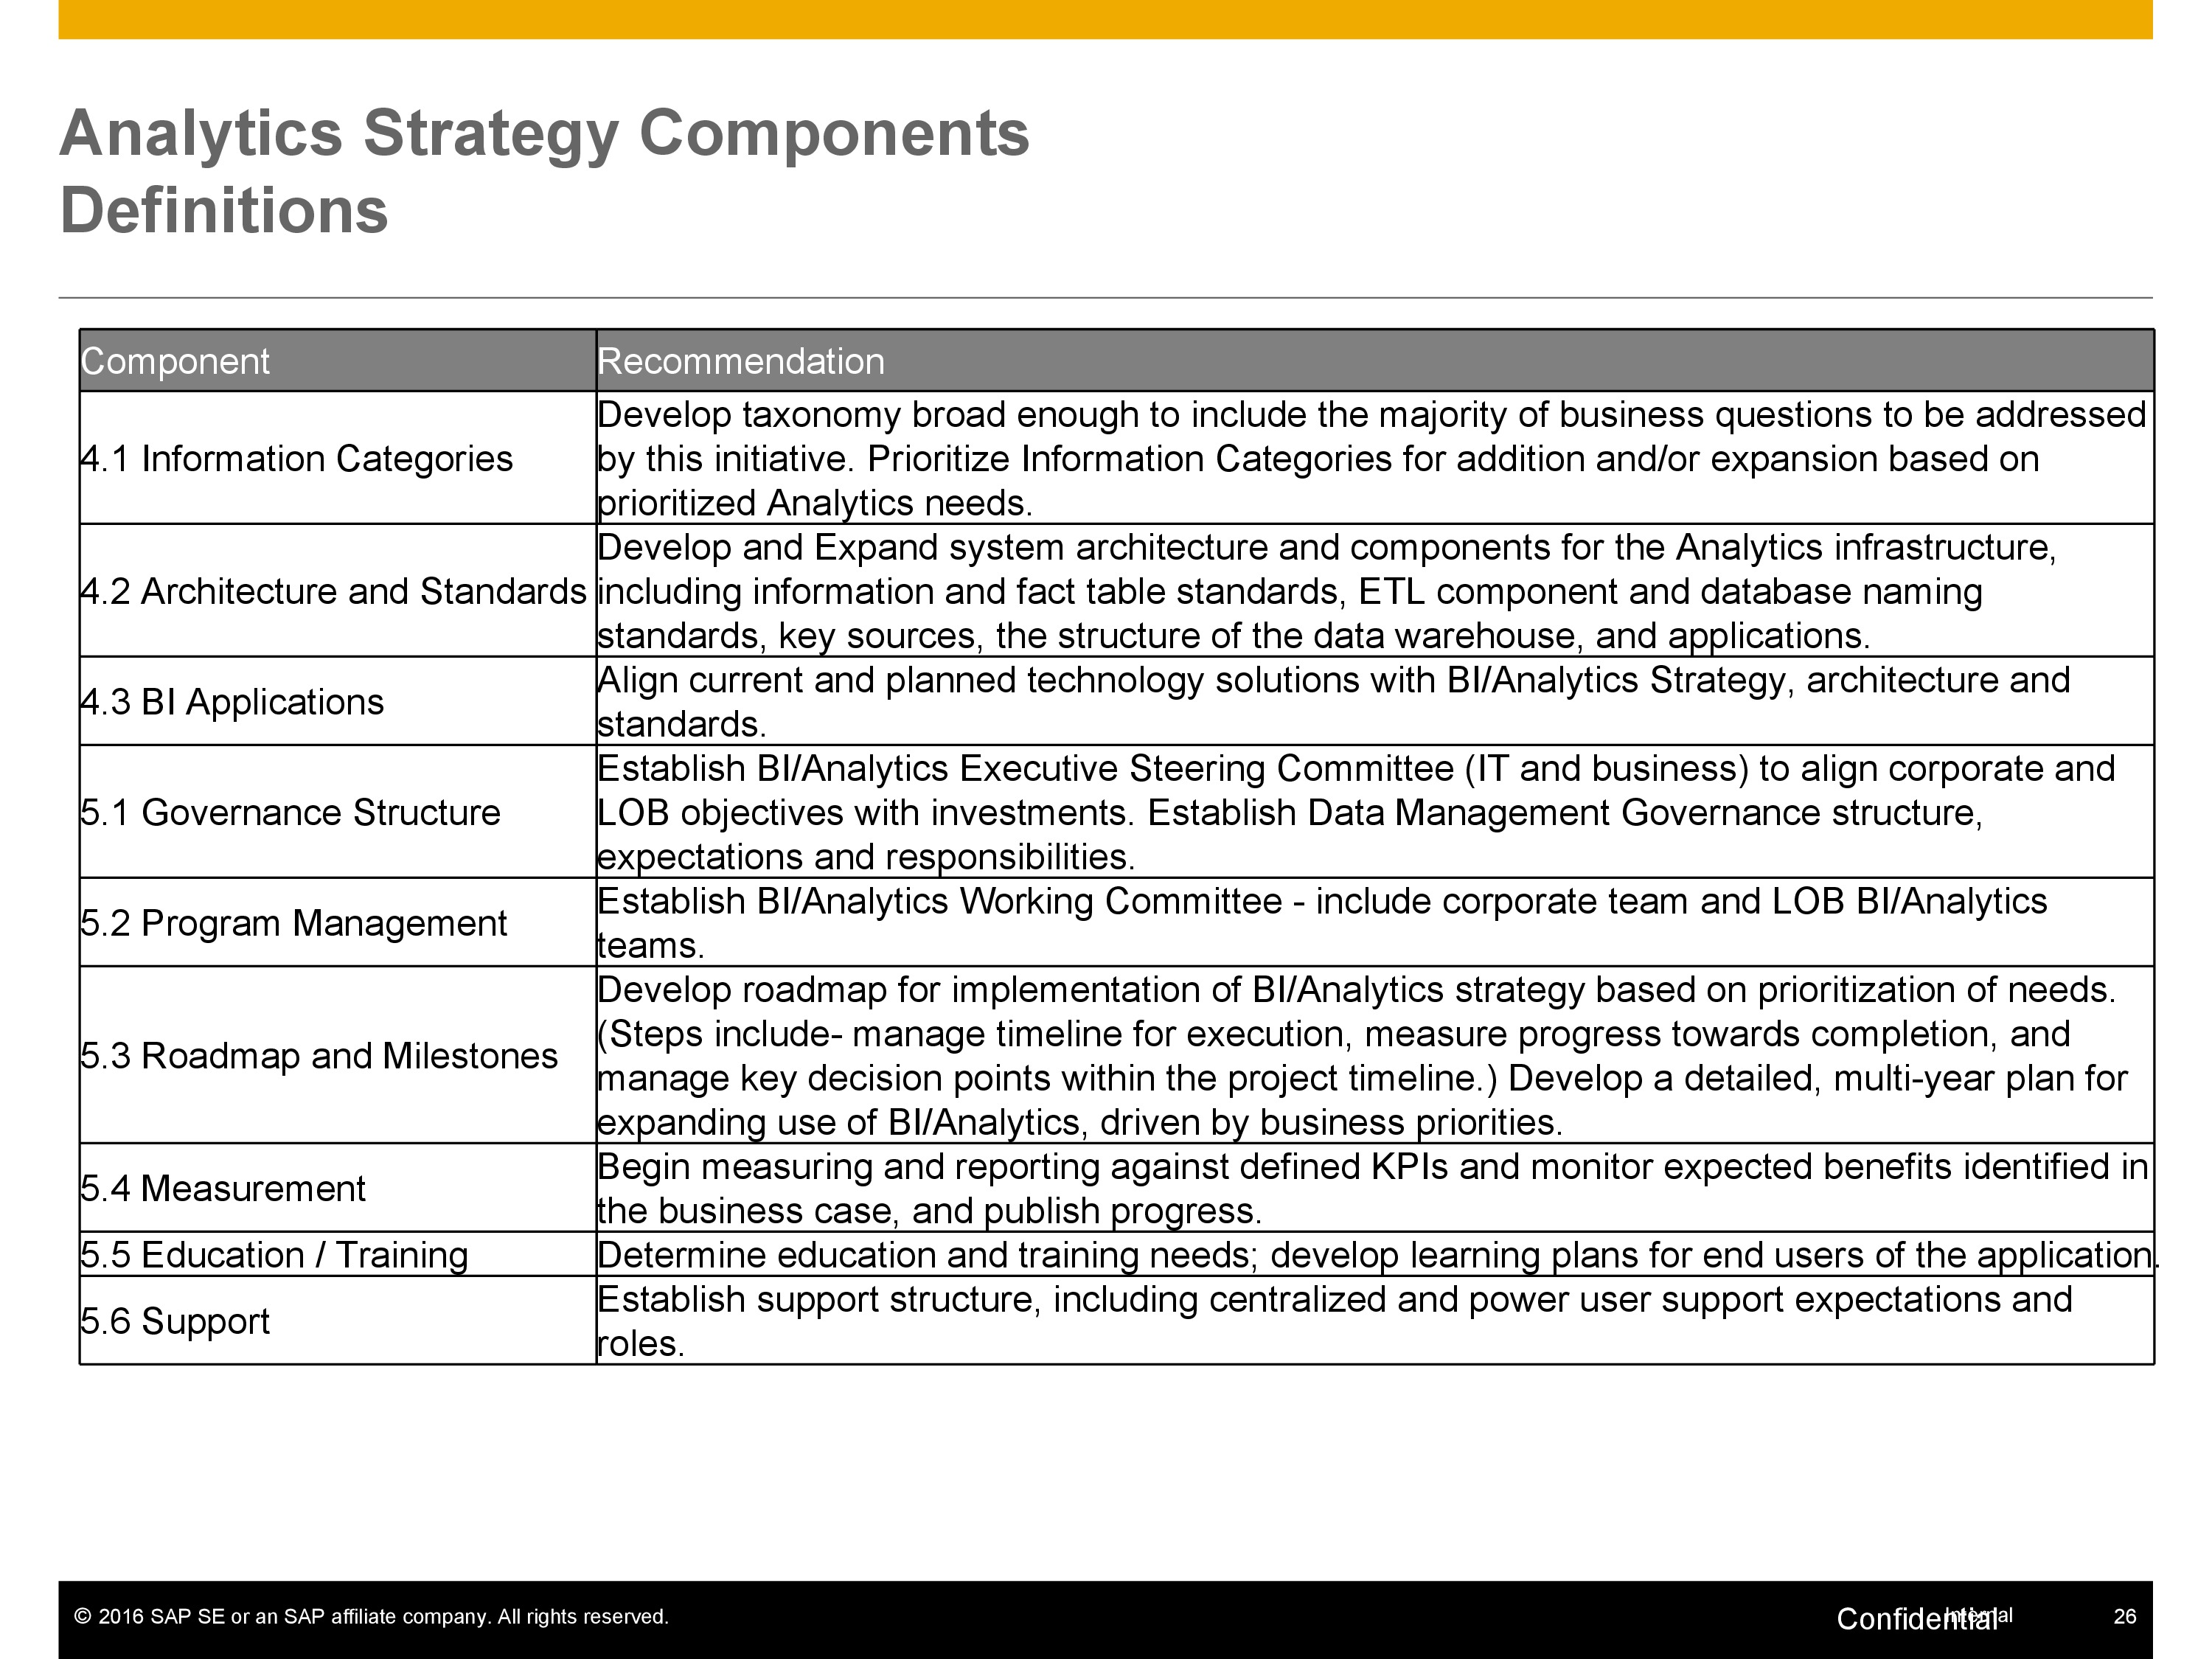 Analytics Strategy Components
Definitions
Component
Recommendation
4.1 Information Categories
Develop taxonomy broad enough to include the majority of business questions to be addressed
by this initiative. Prioritize Information Categories for addition and/or expansion based on
prioritized Analytics needs.
4.2 Architecture and Standards
Develop and Expand system architecture and components for the Analytics infrastructure,
including information and fact table standards, ETL component and database naming
standards, key sources, the structure of the data warehouse, and applications.
4.3 BI Applications
Align current and planned technology solutions with BI/Analytics Strategy, architecture and
standards.
5.1 Governance Structure
Establish BI/Analytics Executive Steering Committee (IT and business) to align corporate and
LOB objectives with investments. Establish Data Management Governance structure,
expectations and responsibilities.
5.2 Program Management
Establish BI/Analytics Working Committee - include corporate team and LOB BI/Analytics
teams.
5.3 Roadmap and Milestones
Develop roadmap for implementation of BI/Analytics strategy based on prioritization of needs.
(Steps include- manage timeline for execution, measure progress towards completion, and
manage key decision points within the project timeline.) Develop a detailed, multi-year plan for
expanding use of BI/Analytics, driven by business priorities.
5.4 Measurement
Begin measuring and reporting against defined KPIs and monitor expected benefits identified in
the business case, and publish progress.
5.5 Education / Training
Determine education and training needs; develop learning plans for end users of the application.
5.6 Support
Establish support structure, including centralized and power user support expectations and
roles.
© 2016 SAP SE or an SAP affiliate company. All rights reserved.
Confidential
Internal
26